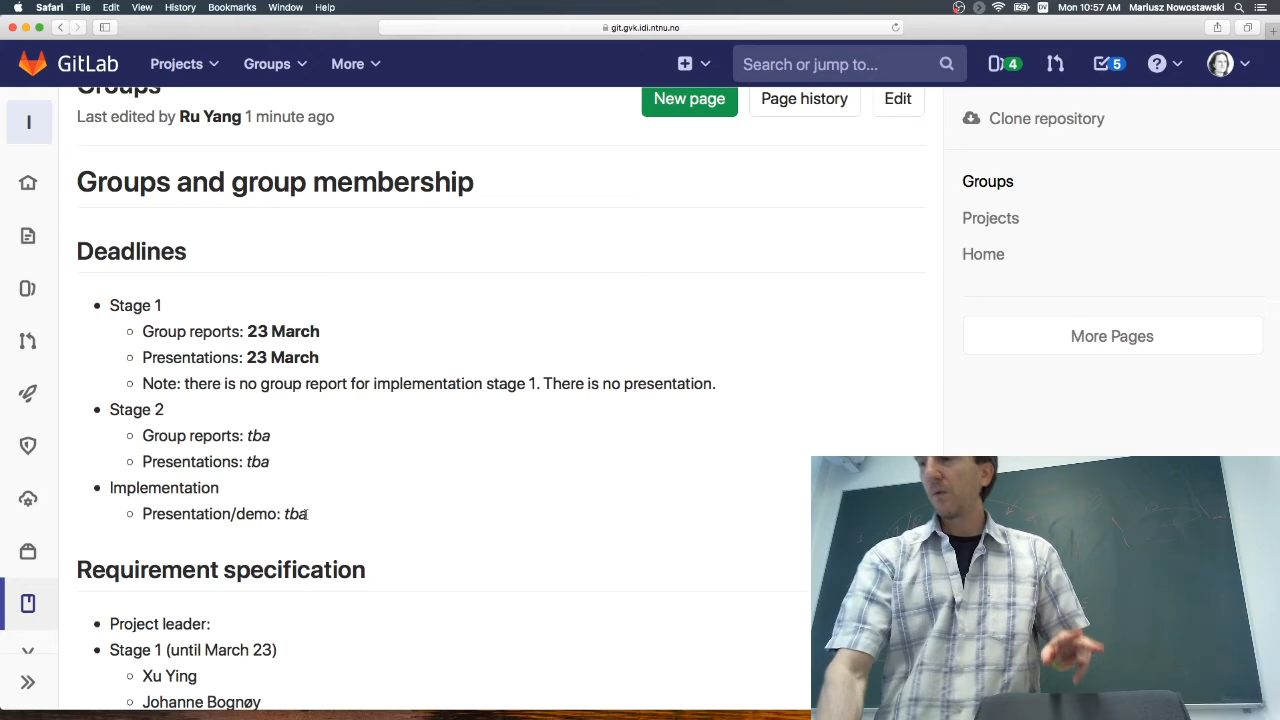 Safari File Edit View History Bookmarks Window Help DV Mon 10:57 AM Mariusz Nowostawski
git.gvk.idi.ntnu.no
GitLab Projects Groups More Search or jump to... 4 5
Groups
Last edited by Ru Yang 1 minute ago
New page Page history Edit
I
Clone repository
Groups and group membership
Groups
Projects
Home
More Pages
Deadlines
Stage 1
Group reports: 23 March
Presentations: 23 March
Note: there is no group report for implementation stage 1. There is no presentation.
Stage 2
Group reports: tba
Presentations: tba
Implementation
Presentation/demo: tba
Requirement specification
Project leader:
Stage 1 (until March 23)
Xu Ying
Johanne Bognøy